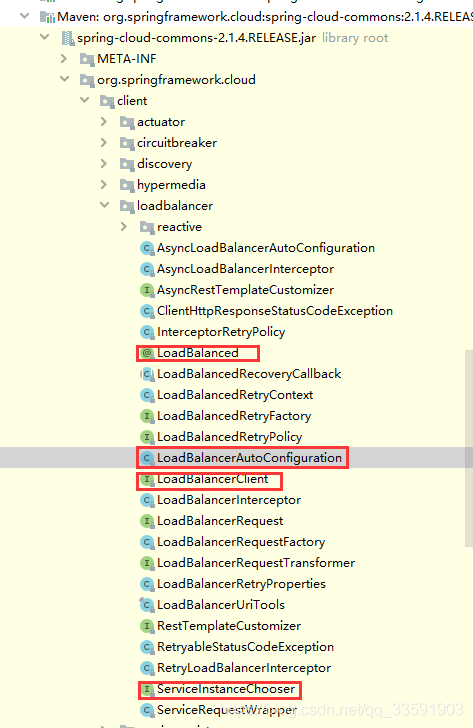 Maven: org.springframework.cloud:spring-cloud-commons:2.1.4.RELEAS
spring-cloud-commons-2.1.4.RELEASE.jar library root
META-INF
org.springframework.cloud
client
actuator
circuitbreaker
discovery
hypermedia
loadbalancer
reactive
AsyncLoadBalancerAutoConfiguration
AsyncLoadBalancerInterceptor
AsyncRestTemplateCustomizer
ClientHttpResponseStatusCodeException
InterceptorRetryPolicy
@ LoadBalanced
LoadBalancedRecoveryCallback
LoadBalancedRetryContext
LoadBalancedRetryFactory
LoadBalancedRetryPolicy
LoadBalancerAutoConfiguration
LoadBalancerClient
LoadBalancerInterceptor
LoadBalancerRequest
LoadBalancerRequestFactory
LoadBalancerRequestTransformer
LoadBalancerRetryProperties
LoadBalancerUriTools
RestTemplateCustomizer
RetryableStatusCodeException
RetryLoadBalancerInterceptor
ServiceInstanceChooser
ServiceRequestWrapper
csdn.net/qq_33591903